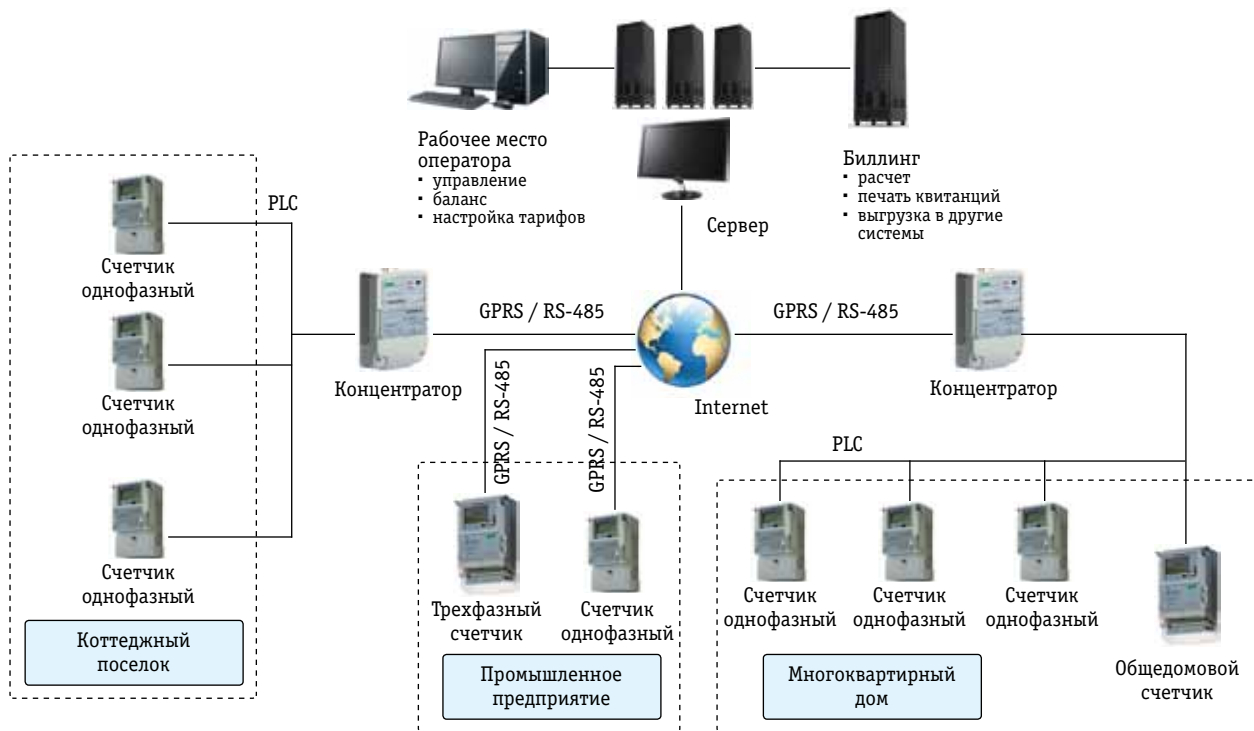 Рабочее место
оператора
▪ управление
▪ баланс
▪ настройка тарифов
Сервер
Биллинг
▪ расчет
▪ печать квитанций
▪ выгрузка в другие
системы
PLC
Счетчик
однофазный
Счетчик
однофазный
Счетчик
однофазный
Коттеджный
поселок
Концентратор
GPRS / RS-485
Internet
GPRS / RS-485
Концентратор
GPRS / RS-485
GPRS / RS-485
Трехфазный
счетчик
Счетчик
однофазный
Промышленное
предприятие
PLC
Счетчик
однофазный
Счетчик
однофазный
Счетчик
однофазный
Общедомовой
счетчик
Многоквартирный
дом